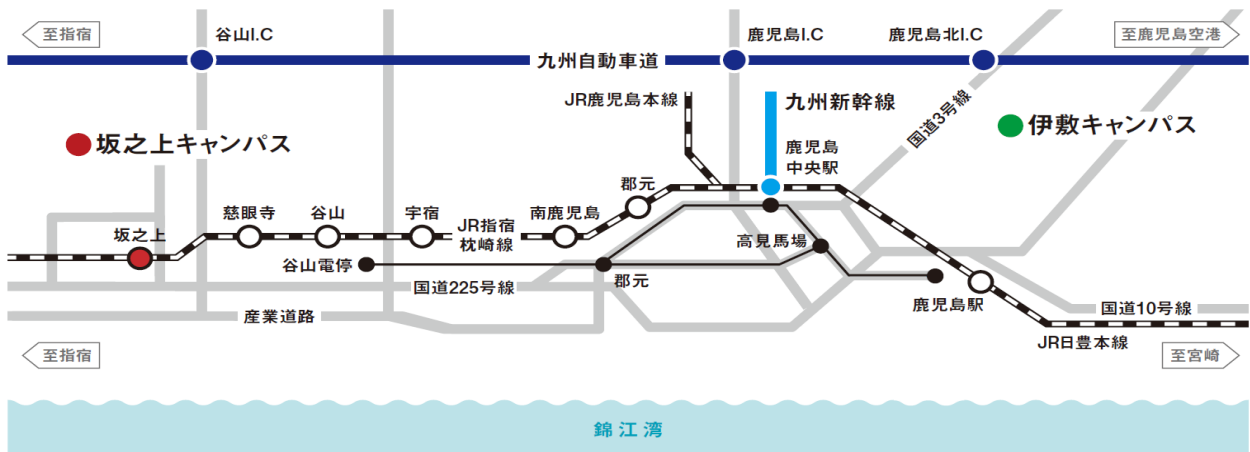 至指宿
谷山I.C
鹿児島I.C
鹿児島北I.C
至鹿児島空港
九州自動車道
JR鹿児島本線
九州新幹線
国道3号線
伊敷キャンパス
坂之上キャンパス
鹿児島
中央駅
郡元
慈眼寺
谷山
宇宿
JR指宿
枕崎線
南鹿児島
坂之上
高見馬場
谷山電停
郡元
国道225号線
鹿児島駅
国道10号線
産業道路
JR日豊本線
至指宿
至宮崎
錦江湾